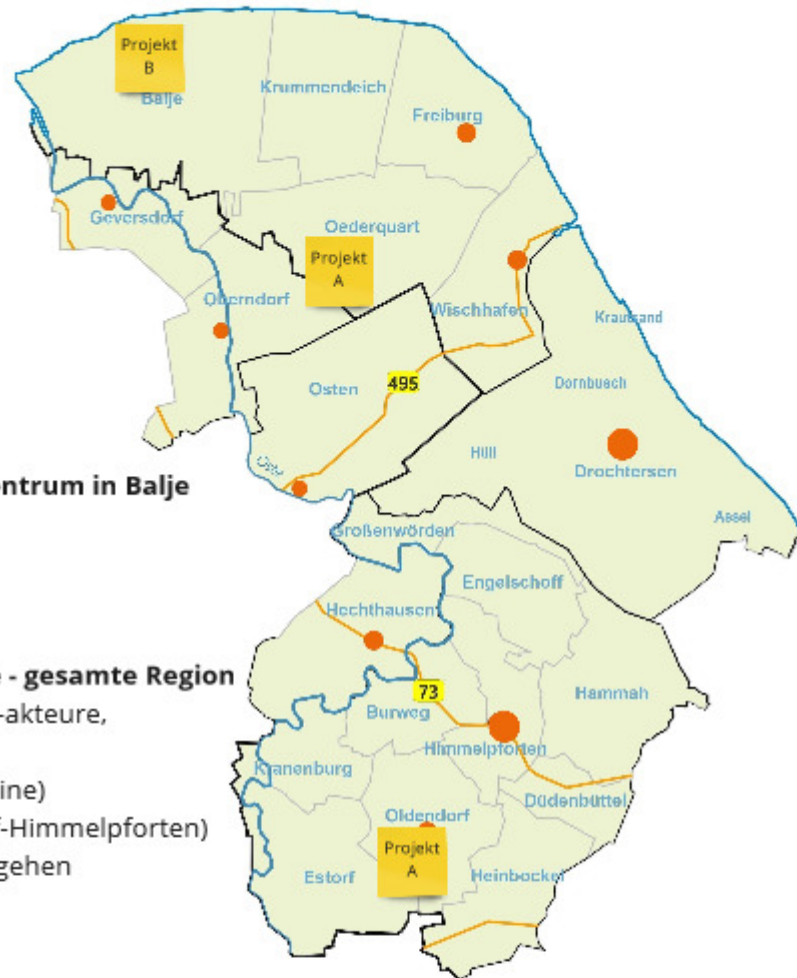 Projekt
B
Balje
Krummendeich
Freiburg
Geversdorf
Oederquart
Projekt
A
Oberndorf
Wischhafen
Krautsand
Osten
495
Dornbusch
Hüll
Drochtersen
Oste
entrum in Balje
Assel
Großenwörden
Engelschoff
Hechthausen
e - gesamte Region
-akteure,
73
Hammah
Burweg
Himmelpforten
Kranenburg
ine)
Düdenbüttel
Oldendorf
f-Himmelpforten)
Projekt
A
gehen
Estorf
Heinbockel